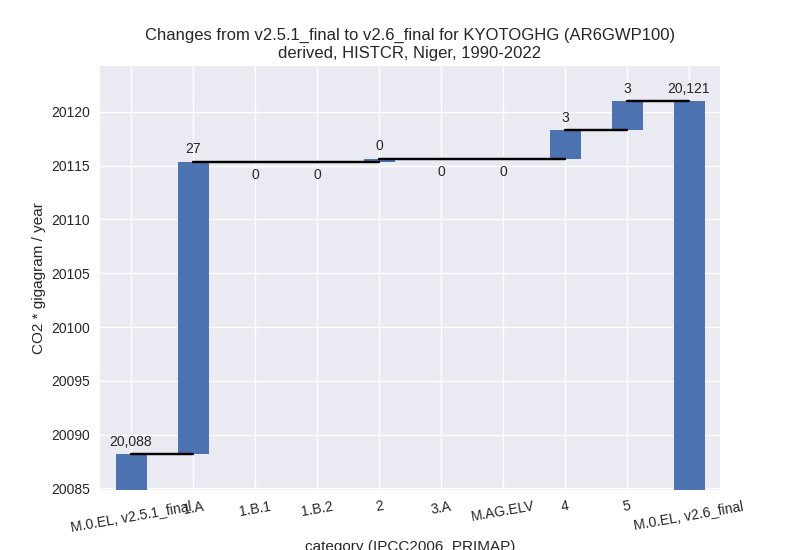 Changes from v2.5.1_final to v2.6_final for KYOTOGHG (AR6GWP100)
derived, HISTCR, Niger, 1990-2022
20120
20115
20110
20105
20100
20095
20090
20085
CO2 * gigagram / year
20,088
27
0
0
0
0
0
3
3
20,121
M.0.EL, v2.5.1_final
1.A
1.B.1
1.B.2
2
3.A
M.AG.ELV
4
5
M.0.EL, v2.6_final
category (IPCC2006_PRIMAP)